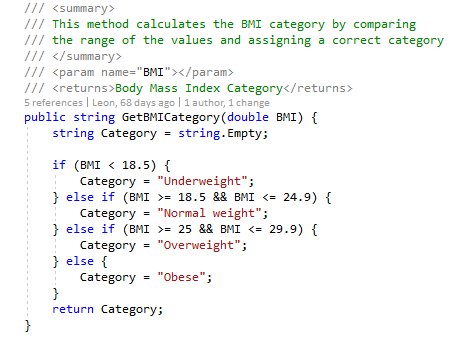 /// <summary>
/// This method calculates the BMI category by comparing
/// the range of the values and assigning a correct category
/// </summary>
/// <param name="BMI"></param>
/// <returns>Body Mass Index Category</returns>
5 references | Leon, 68 days ago | 1 author, 1 change
public string GetBMICategory(double BMI) {
    string Category = string.Empty;

    if (BMI < 18.5) {
        Category = "Underweight";
    } else if (BMI >= 18.5 && BMI <= 24.9) {
        Category = "Normal weight";
    } else if (BMI >= 25 && BMI <= 29.9) {
        Category = "Overweight";
    } else {
        Category = "Obese";
    }
    return Category;
}